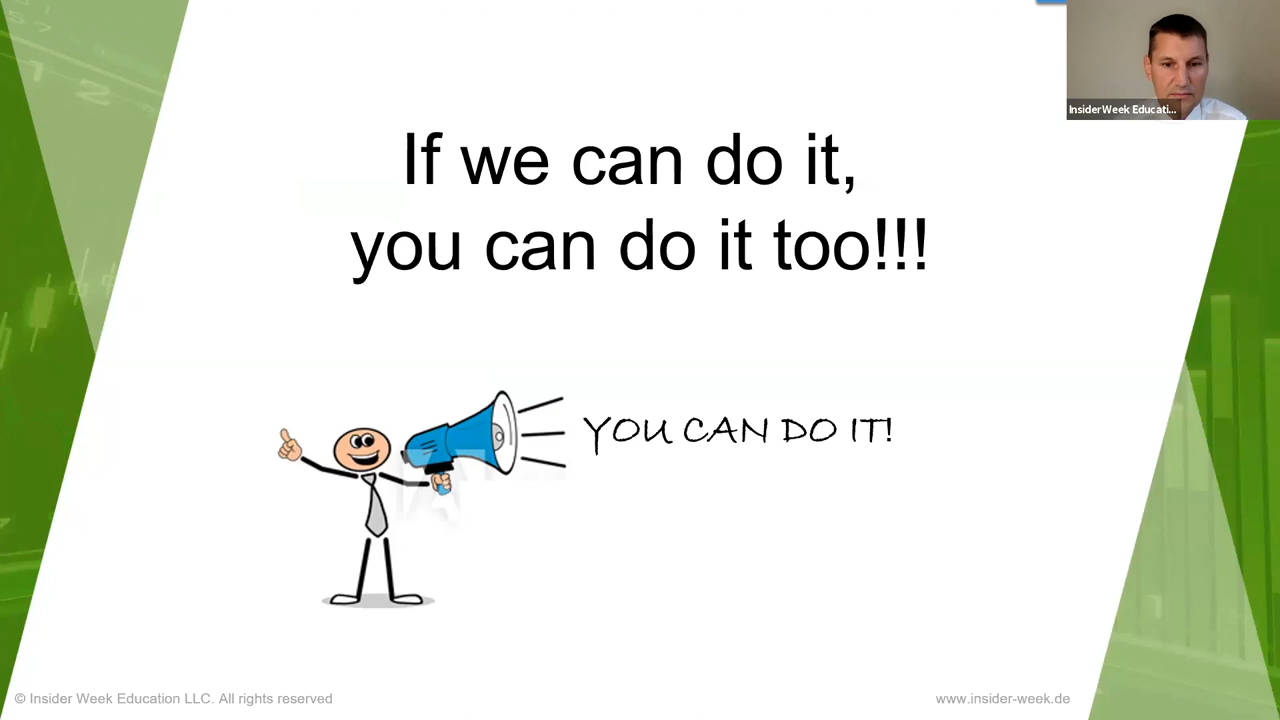 InsiderWeek Educati...
If we can do it,
you can do it too!!!
YOU CAN DO IT!
© Insider Week Education LLC. All rights reserved
www.insider-week.de